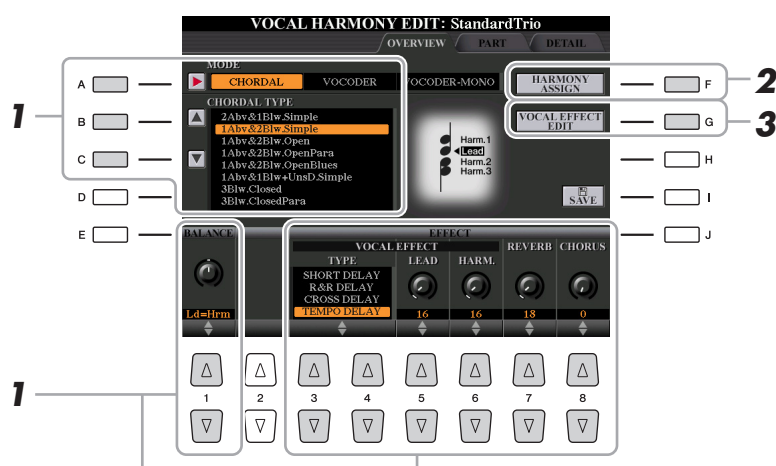 VOCAL HARMONY EDIT: StandardTrio
OVERVIEW PART DETAIL
MODE
CHORDAL VOCODER VOCODER-MONO
HARMONY ASSIGN
A
F
2
CHORDAL TYPE
2Abv&1Blw.Simple
1Abv&2Blw.Simple
1Abv&2Blw.Open
1Abv&2Blw.OpenPara
1Abv&2Blw.OpenBlues
1Abv&1Blw+UnsD.Simple
3Blw.Closed
3Blw.ClosedPara
VOCAL EFFECT EDIT
1
B
G
3
Harm.1
Lead
Harm.2
Harm.3
C
H
D
I
SAVE
E
J
BALANCE
EFFECT
VOCAL EFFECT
REVERB CHORUS
TYPE LEAD HARM.
SHORT DELAY
R&R DELAY
CROSS DELAY
TEMPO DELAY
Ld=Hrm
16 16 18 0
1
1 2 3 4 5 6 7 8